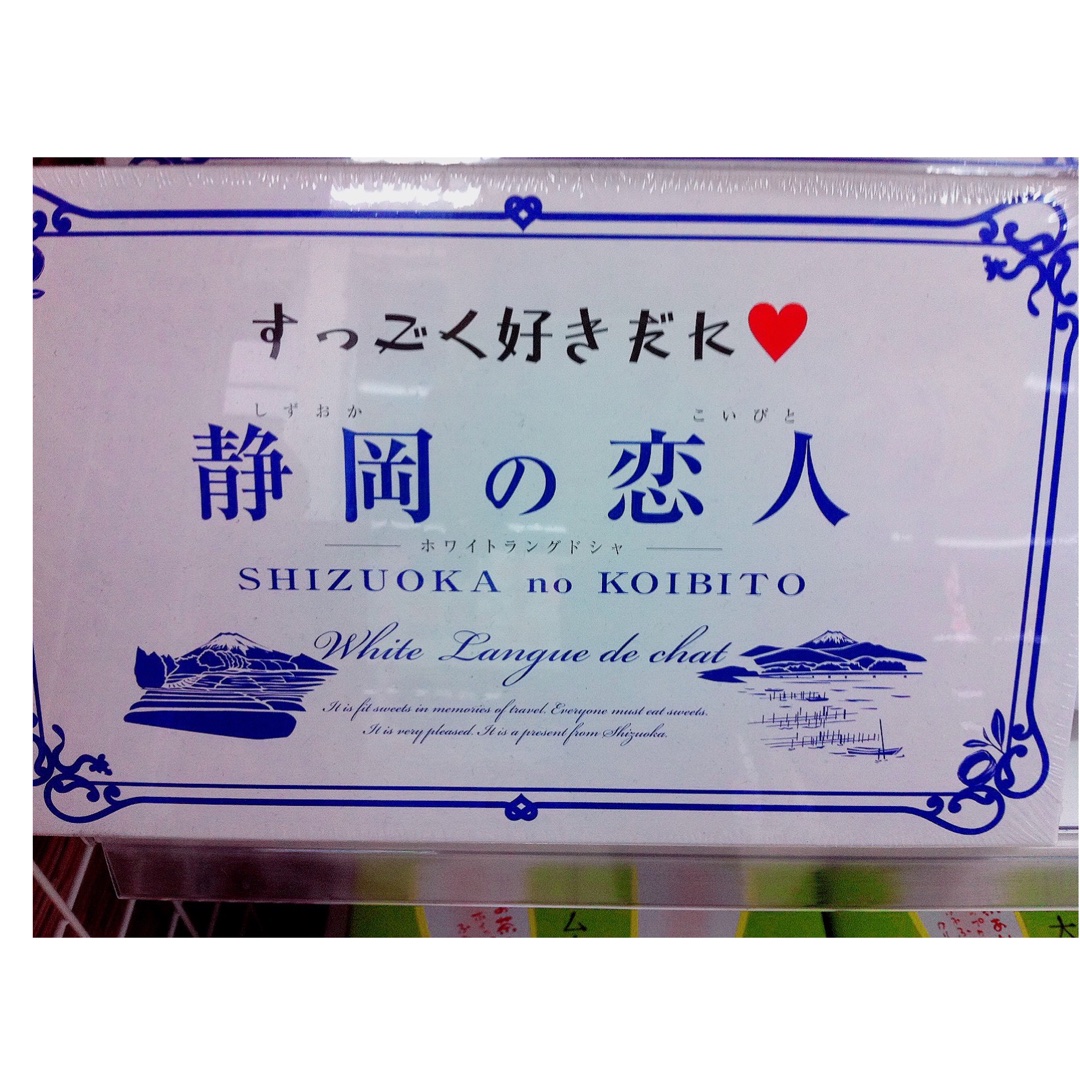 すっごく好きだに♥
しずおか こいびと
静岡の恋人
ホワイトラングドシャ
SHIZUOKA no KOIBITO
White Langue de chat
It is fit sweets in memories of travel. Everyone must eat sweets.
It is very pleased. It is a present from Shizuoka.